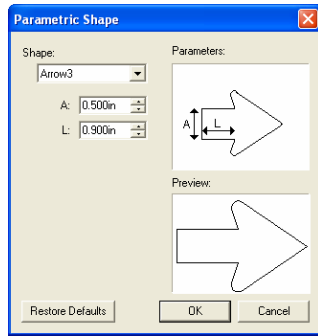 Parametric Shape
Shape:
Arrow3
A: 0.500in
L: 0.900in
Parameters:
A
L
Preview:
Restore Defaults
OK
Cancel